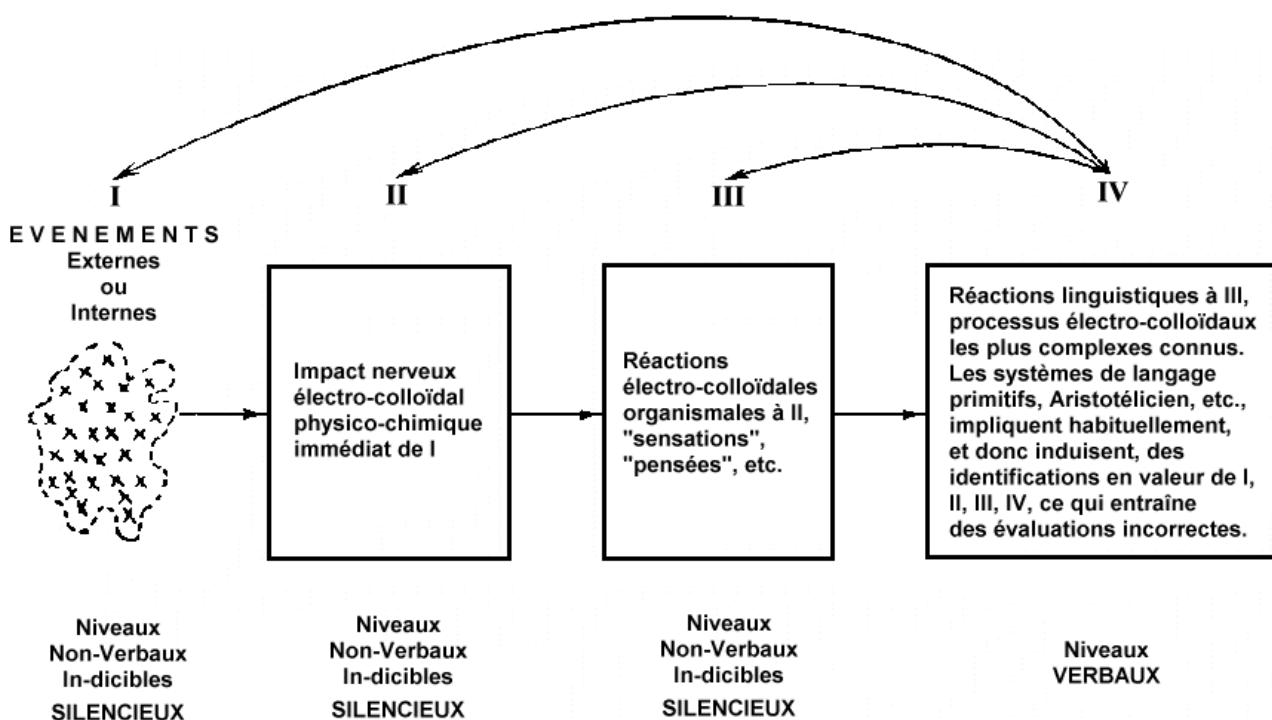 I
II
III
IV
EVENEMENTS
Externes
ou
Internes
Impact nerveux
électro-colloïdal
physico-chimique
immédiat de I
Réactions
électro-colloïdales
organismales à II,
"sensations",
"pensées", etc.
Réactions linguistiques à III,
processus électro-colloïdaux
les plus complexes connus.
Les systèmes de langage
primitifs, Aristotélicien, etc.,
impliquent habituellement,
et donc induisent, des
identifications en valeur de I,
II, III, IV, ce qui entraîne
des évaluations incorrectes.
Niveaux
Non-Verbaux
In-dicibles
SILENCIEUX
Niveaux
Non-Verbaux
In-dicibles
SILENCIEUX
Niveaux
Non-Verbaux
In-dicibles
SILENCIEUX
Niveaux
VERBAUX